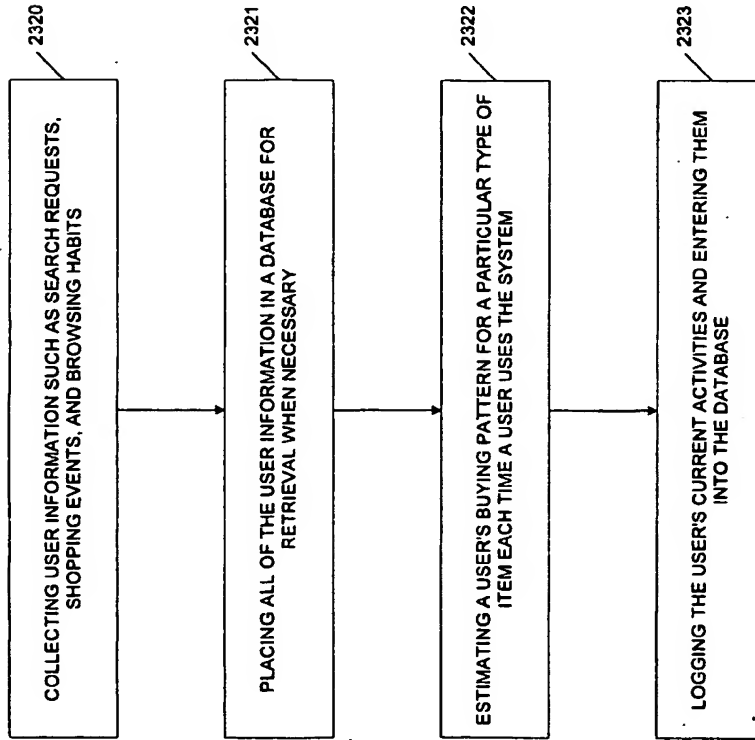 2320
COLLECTING USER INFORMATION SUCH AS SEARCH REQUESTS,
SHOPPING EVENTS, AND BROWSING HABITS
2321
PLACING ALL OF THE USER INFORMATION IN A DATABASE FOR
RETRIEVAL WHEN NECESSARY
2322
ESTIMATING A USER'S BUYING PATTERN FOR A PARTICULAR TYPE OF
ITEM EACH TIME A USER USES THE SYSTEM
2323
LOGGING THE USER'S CURRENT ACTIVITIES AND ENTERING THEM
INTO THE DATABASE